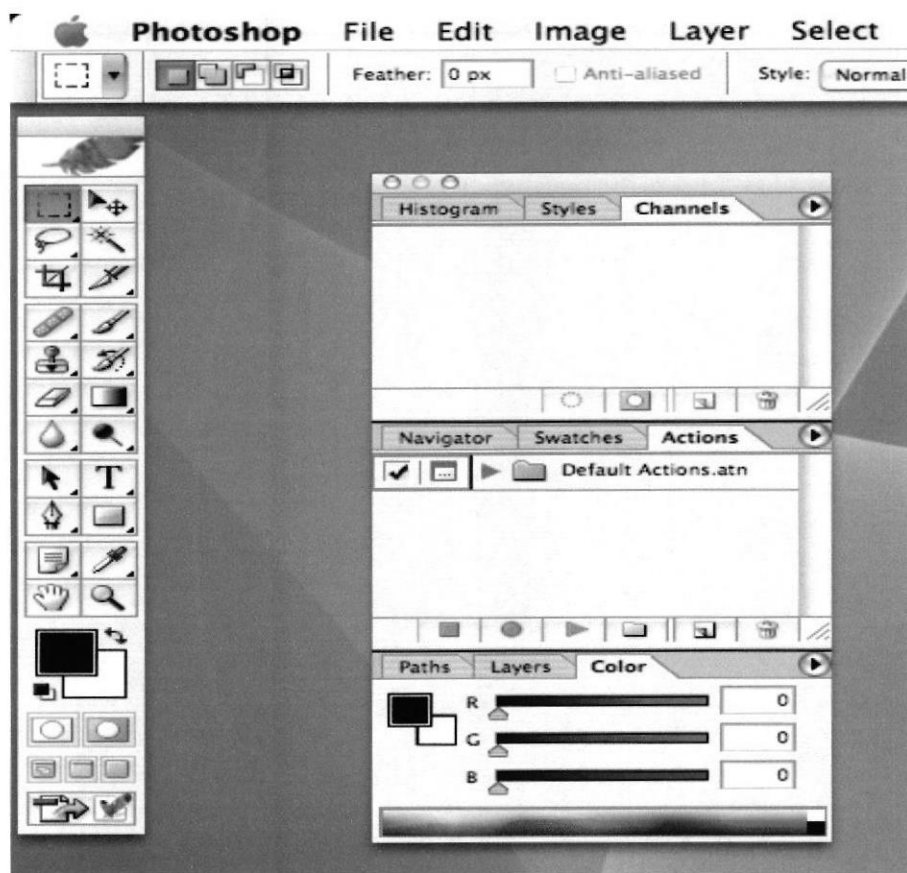 Photoshop File Edit Image Layer Select
Feather: 0 px Anti-aliased Style: Normal
Histogram Styles Channels
Navigator Swatches Actions
Default Actions.atn
T
Paths Layers Color
R 0
G 0
B 0